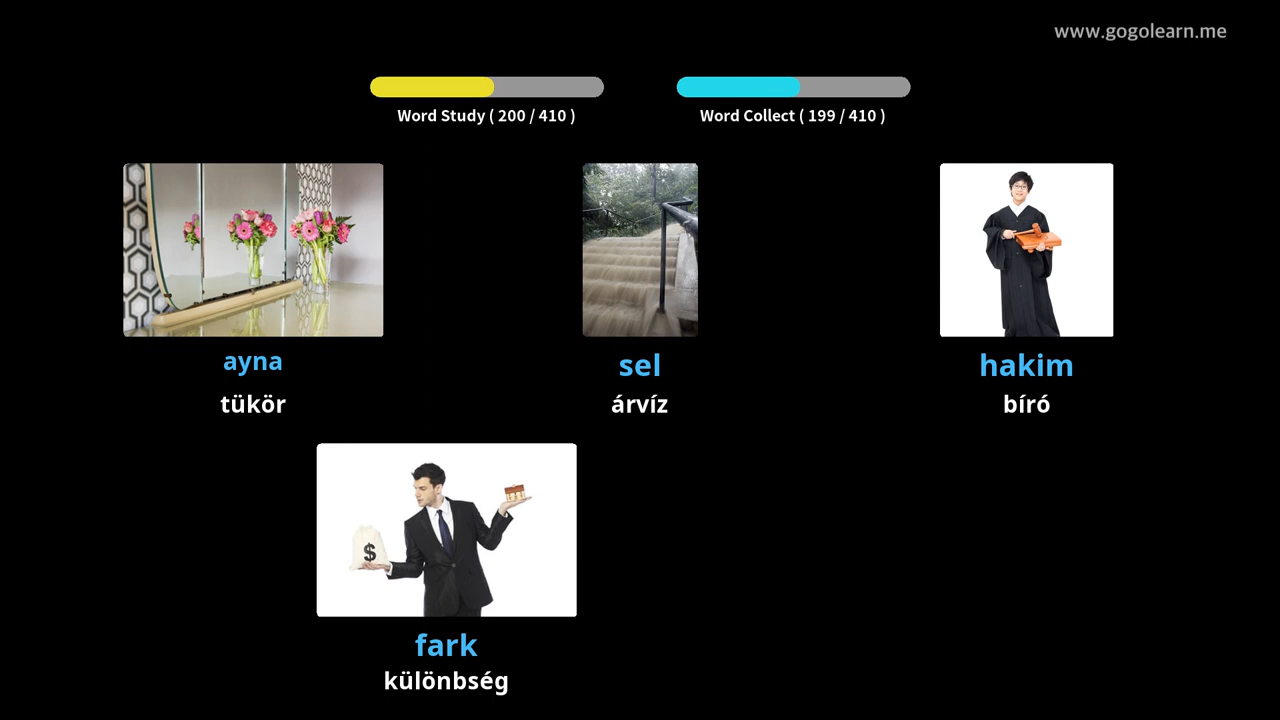 www.gogolearn.me
Word Study ( 200 / 410 )
Word Collect ( 199 / 410 )
ayna
tükör
sel
árvíz
hakim
bíró
$
fark
különbség